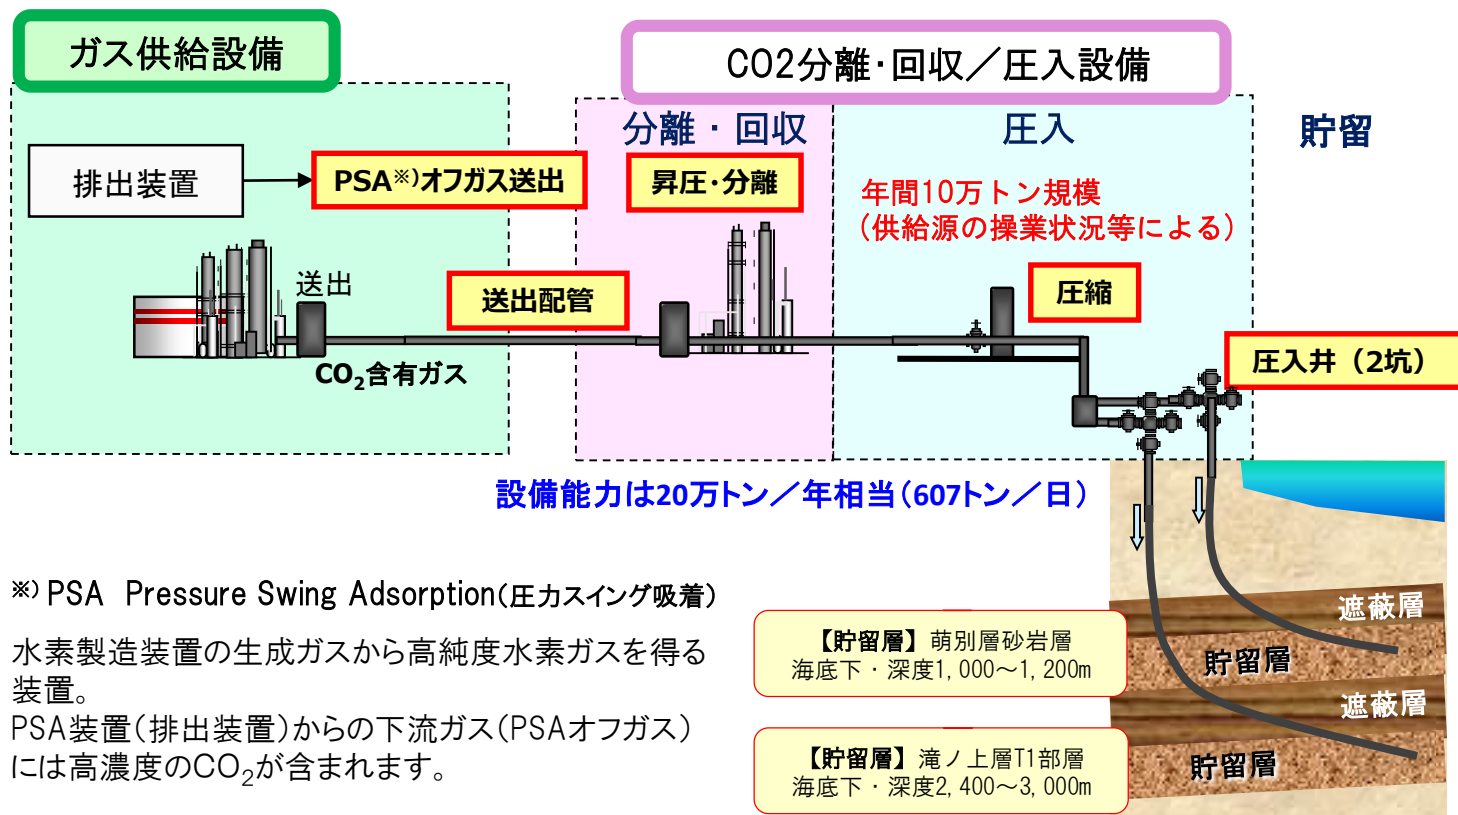 ガス供給設備
CO2分離・回収／圧入設備
分離・回収
圧入
貯留
排出装置
PSA※)オフガス送出
昇圧・分離
年間10万トン規模
（供給源の操業状況等による）
送出
送出配管
圧縮
CO2含有ガス
圧入井（2坑）
設備能力は20万トン／年相当（607トン／日）
※) PSA Pressure Swing Adsorption（圧力スイング吸着）
水素製造装置の生成ガスから高純度水素ガスを得る
装置。
PSA装置（排出装置）からの下流ガス（PSAオフガス）
には高濃度のCO2が含まれます。
【貯留層】萌別層砂岩層
海底下・深度1,000～1,200m
遮蔽層
貯留層
【貯留層】滝ノ上層T1部層
海底下・深度2,400～3,000m
遮蔽層
貯留層